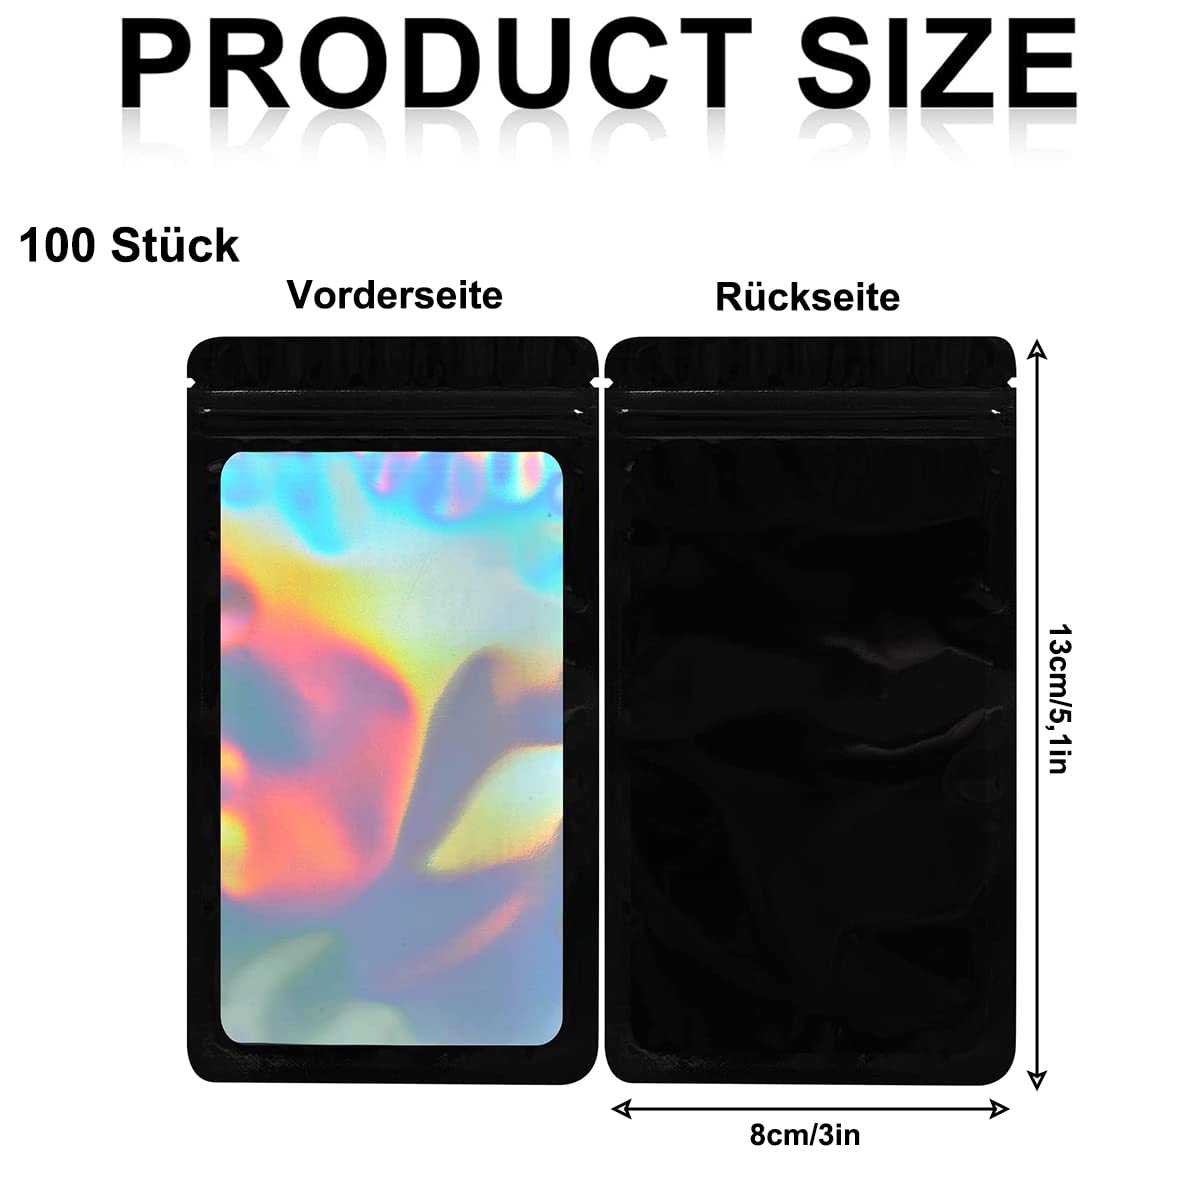 PRODUCT SIZE
100 Stück
Vorderseite
Rückseite
13cm/5,1in
8cm/3in